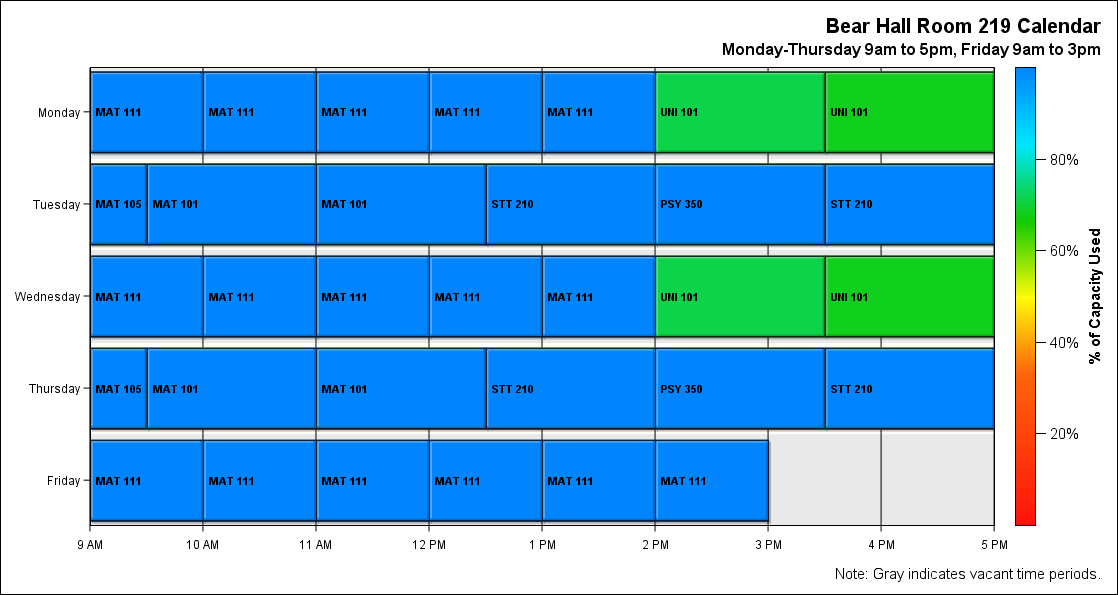 Bear Hall Room 219 Calendar
Monday-Thursday 9am to 5pm, Friday 9am to 3pm
Monday MAT 111 MAT 111 MAT 111 MAT 111 MAT 111 UNI 101 UNI 101
Tuesday MAT 105 MAT 101 MAT 101 STT 210 PSY 350 STT 210
Wednesday MAT 111 MAT 111 MAT 111 MAT 111 MAT 111 UNI 101 UNI 101
Thursday MAT 105 MAT 101 MAT 101 STT 210 PSY 350 STT 210
Friday MAT 111 MAT 111 MAT 111 MAT 111 MAT 111 MAT 111
9 AM 10 AM 11 AM 12 PM 1 PM 2 PM 3 PM 4 PM 5 PM
80%
60%
40%
20%
% of Capacity Used
Note: Gray indicates vacant time periods.